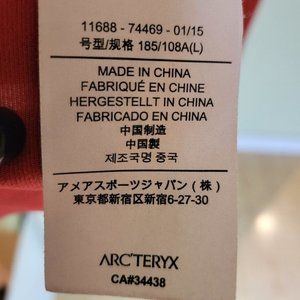 11688 - 74469 - 01/15
号型/规格 185/108A(L)
MADE IN CHINA
FABRIQUÉ EN CHINE
HERGESTELLT IN CHINA
FABRICADO EN CHINA
中国制造
中国製
제조국명 중국
アメアスポーツジャパン（株）
東京都新宿区新宿6-27-30
ARC'TERYX
CA#34438